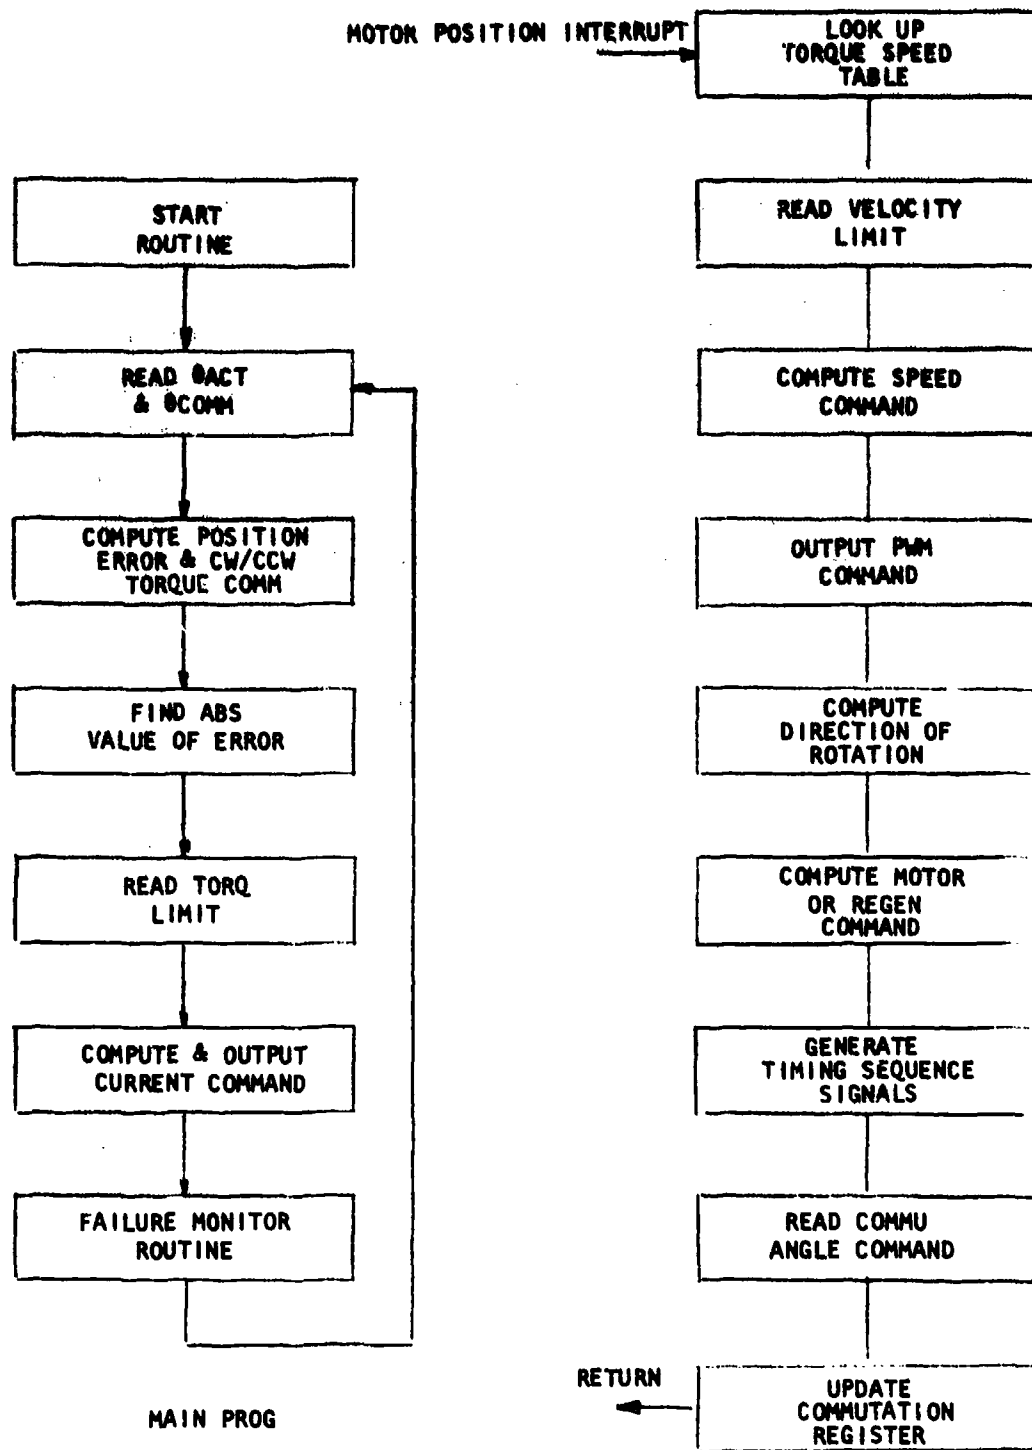 MOTOR POSITION INTERRUPT
LOOK UP
TORQUE SPEED
TABLE
START
ROUTINE
READ VELOCITY
LIMIT
READ θACT
& θCOMM
COMPUTE SPEED
COMMAND
COMPUTE POSITION
ERROR & CW/CCW
TORQUE COMM
OUTPUT PWM
COMMAND
FIND ABS
VALUE OF ERROR
COMPUTE
DIRECTION OF
ROTATION
READ TORQ
LIMIT
COMPUTE MOTOR
OR REGEN
COMMAND
COMPUTE & OUTPUT
CURRENT COMMAND
GENERATE
TIMING SEQUENCE
SIGNALS
FAILURE MONITOR
ROUTINE
READ COMMU
ANGLE COMMAND
RETURN
UPDATE
COMMUTATION
REGISTER
MAIN PROG